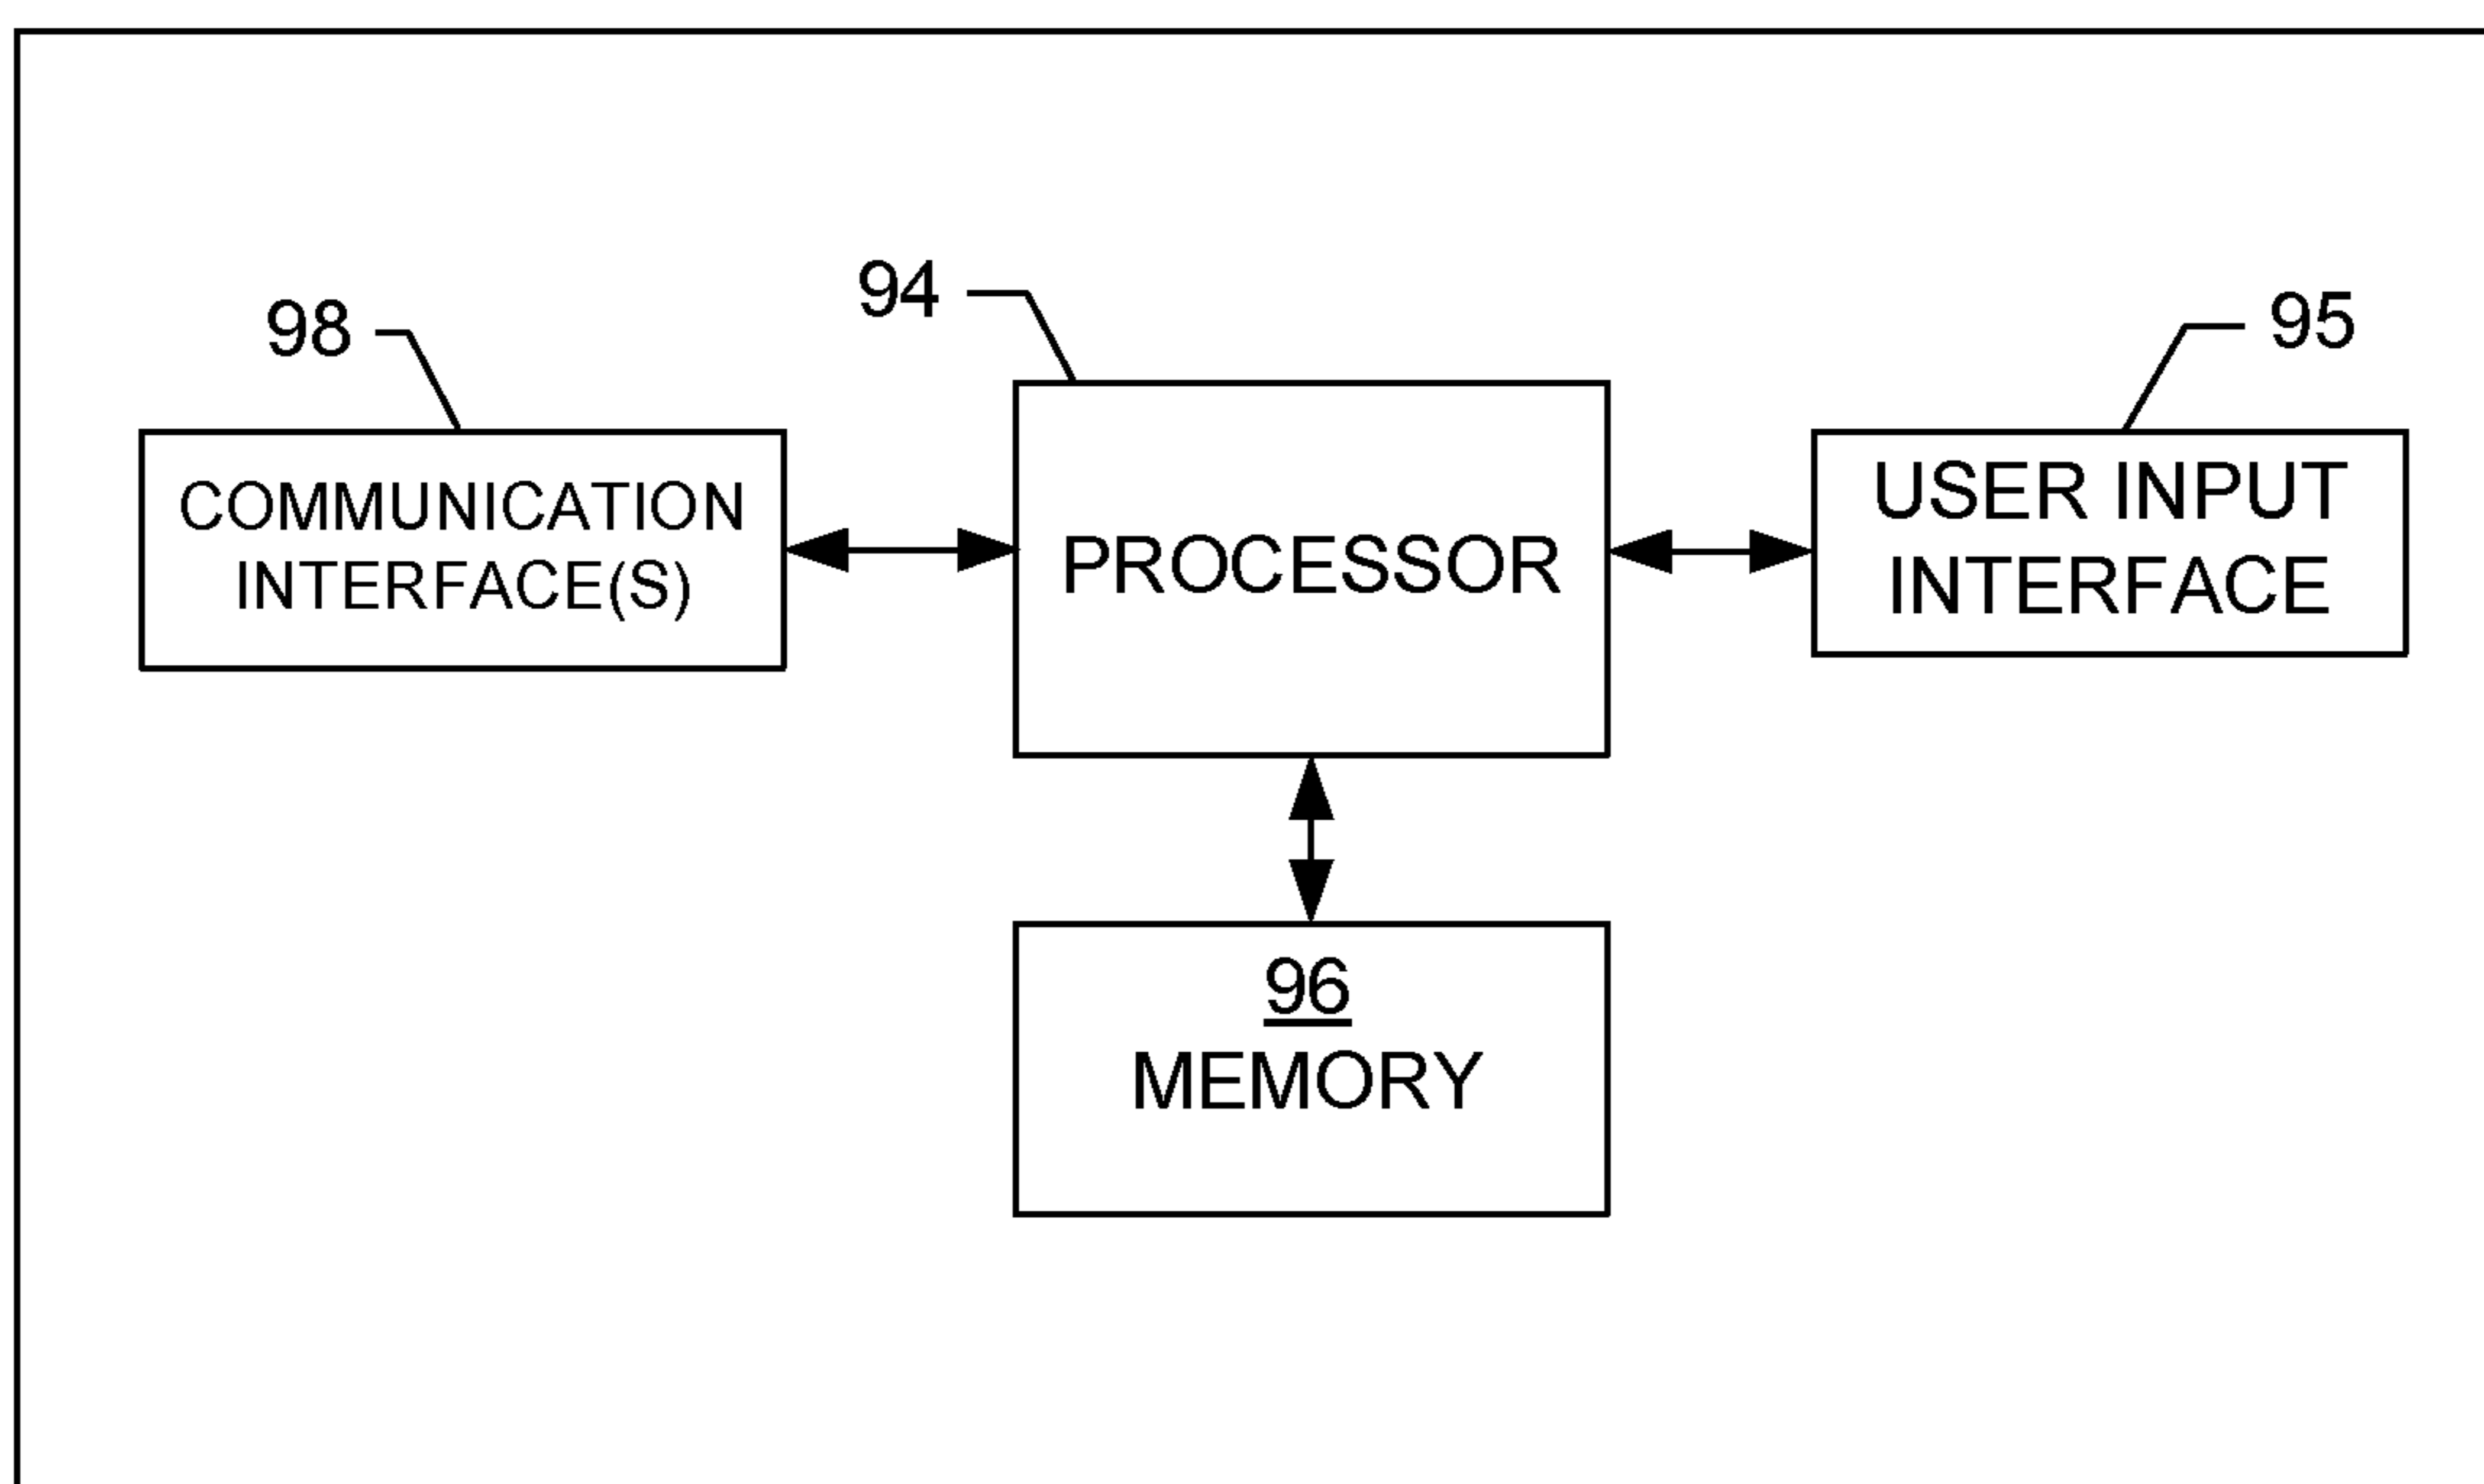 94
98
95
COMMUNICATION
INTERFACE(S)
PROCESSOR
USER INPUT
INTERFACE
96
MEMORY